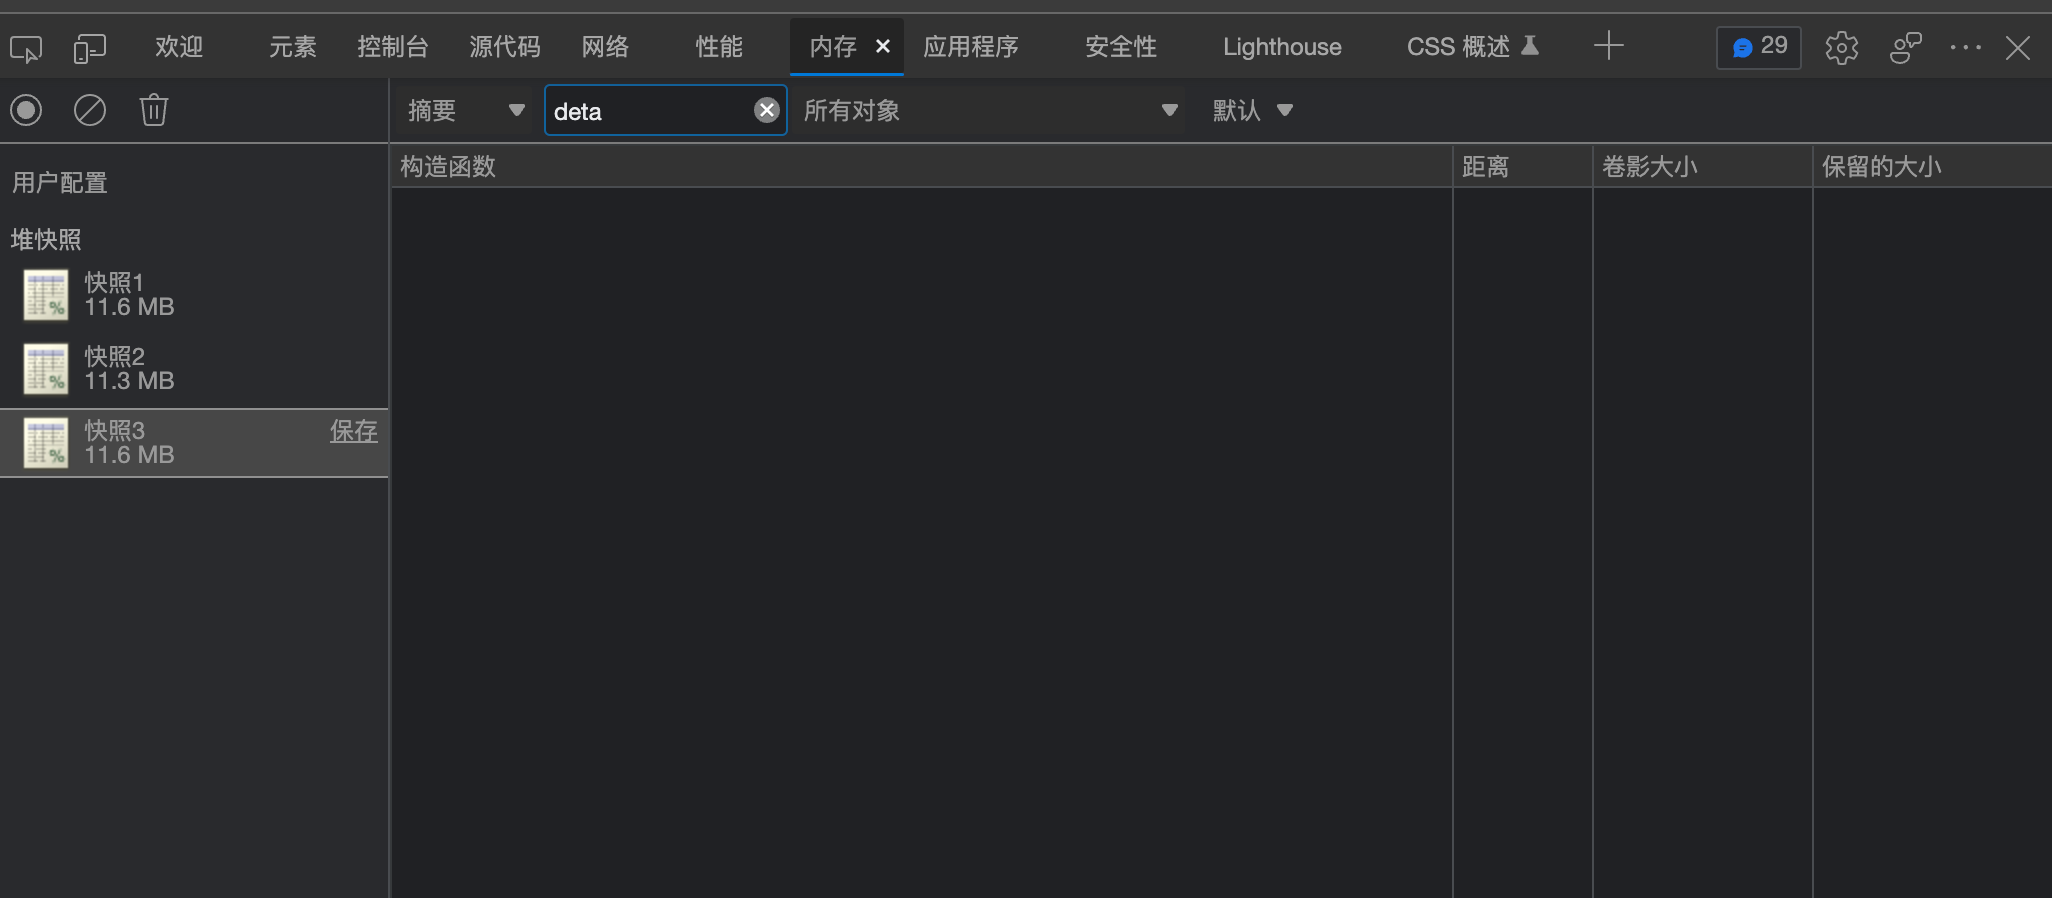 欢迎 元素 控制台 源代码 网络 性能 内存 应用程序 安全性 Lighthouse CSS 概述 29
摘要 deta 所有对象 默认
构造函数 距离 卷影大小 保留的大小
用户配置
堆快照
快照1
11.6 MB
快照2
11.3 MB
快照3 保存
11.6 MB